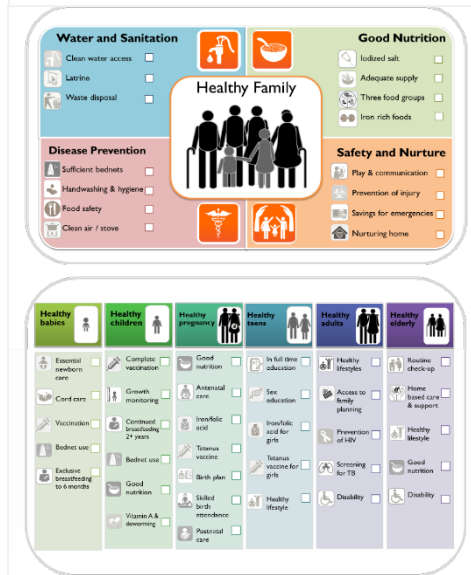 Water and Sanitation
Clean water access
Latrine
Waste disposal
Good Nutrition
Iodized salt
Adequate supply
Three food groups
Iron rich foods
Healthy Family
Disease Prevention
Sufficient bednets
Handwashing & hygiene
Food safety
Clean air / stove
Safety and Nurture
Play & communication
Prevention of injury
Savings for emergencies
Nurturing home
Healthy
babies
Essential
newborn
care
Cord care
Vaccination
Bednet use
Exclusive
breastfeeding
to 6 months
Healthy
children
Complete
vaccination
Growth
monitoring
Continued
breastfeeding
2+ years
Bednet use
Good
nutrition
Vitamin A &
deworming
Healthy
pregnancy
Good
nutrition
Antenatal
care
Iron/folic
acid
Tetanus
vaccine
Birth plan
Skilled
birth
attendance
Postnatal
care
Healthy
teens
In full time
education
Sex
education
Iron/folic
acid for
girls
Tetanus
vaccine for
girls
Healthy
lifestyle
Healthy
adults
Healthy
lifestyles
Access to
family
planning
Prevention
of HIV
Screening
for TB
Disability
Healthy
elderly
Routine
check-up
Home
based care
& support
Healthy
lifestyle
Good
nutrition
Disability